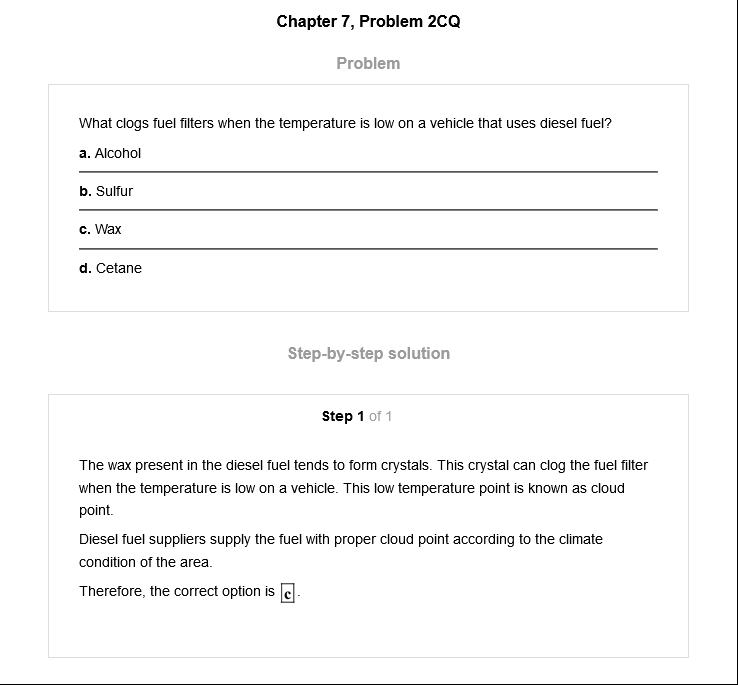 Chapter 7, Problem 2CQ
Problem
What clogs fuel filters when the temperature is low on a vehicle that uses diesel fuel?
a. Alcohol
b. Sulfur
c. Wax
d. Cetane
Step-by-step solution
Step 1 of 1
The wax present in the diesel fuel tends to form crystals. This crystal can clog the fuel filter
when the temperature is low on a vehicle. This low temperature point is known as cloud
point.
Diesel fuel suppliers supply the fuel with proper cloud point according to the climate
condition of the area.
Therefore, the correct option is c.